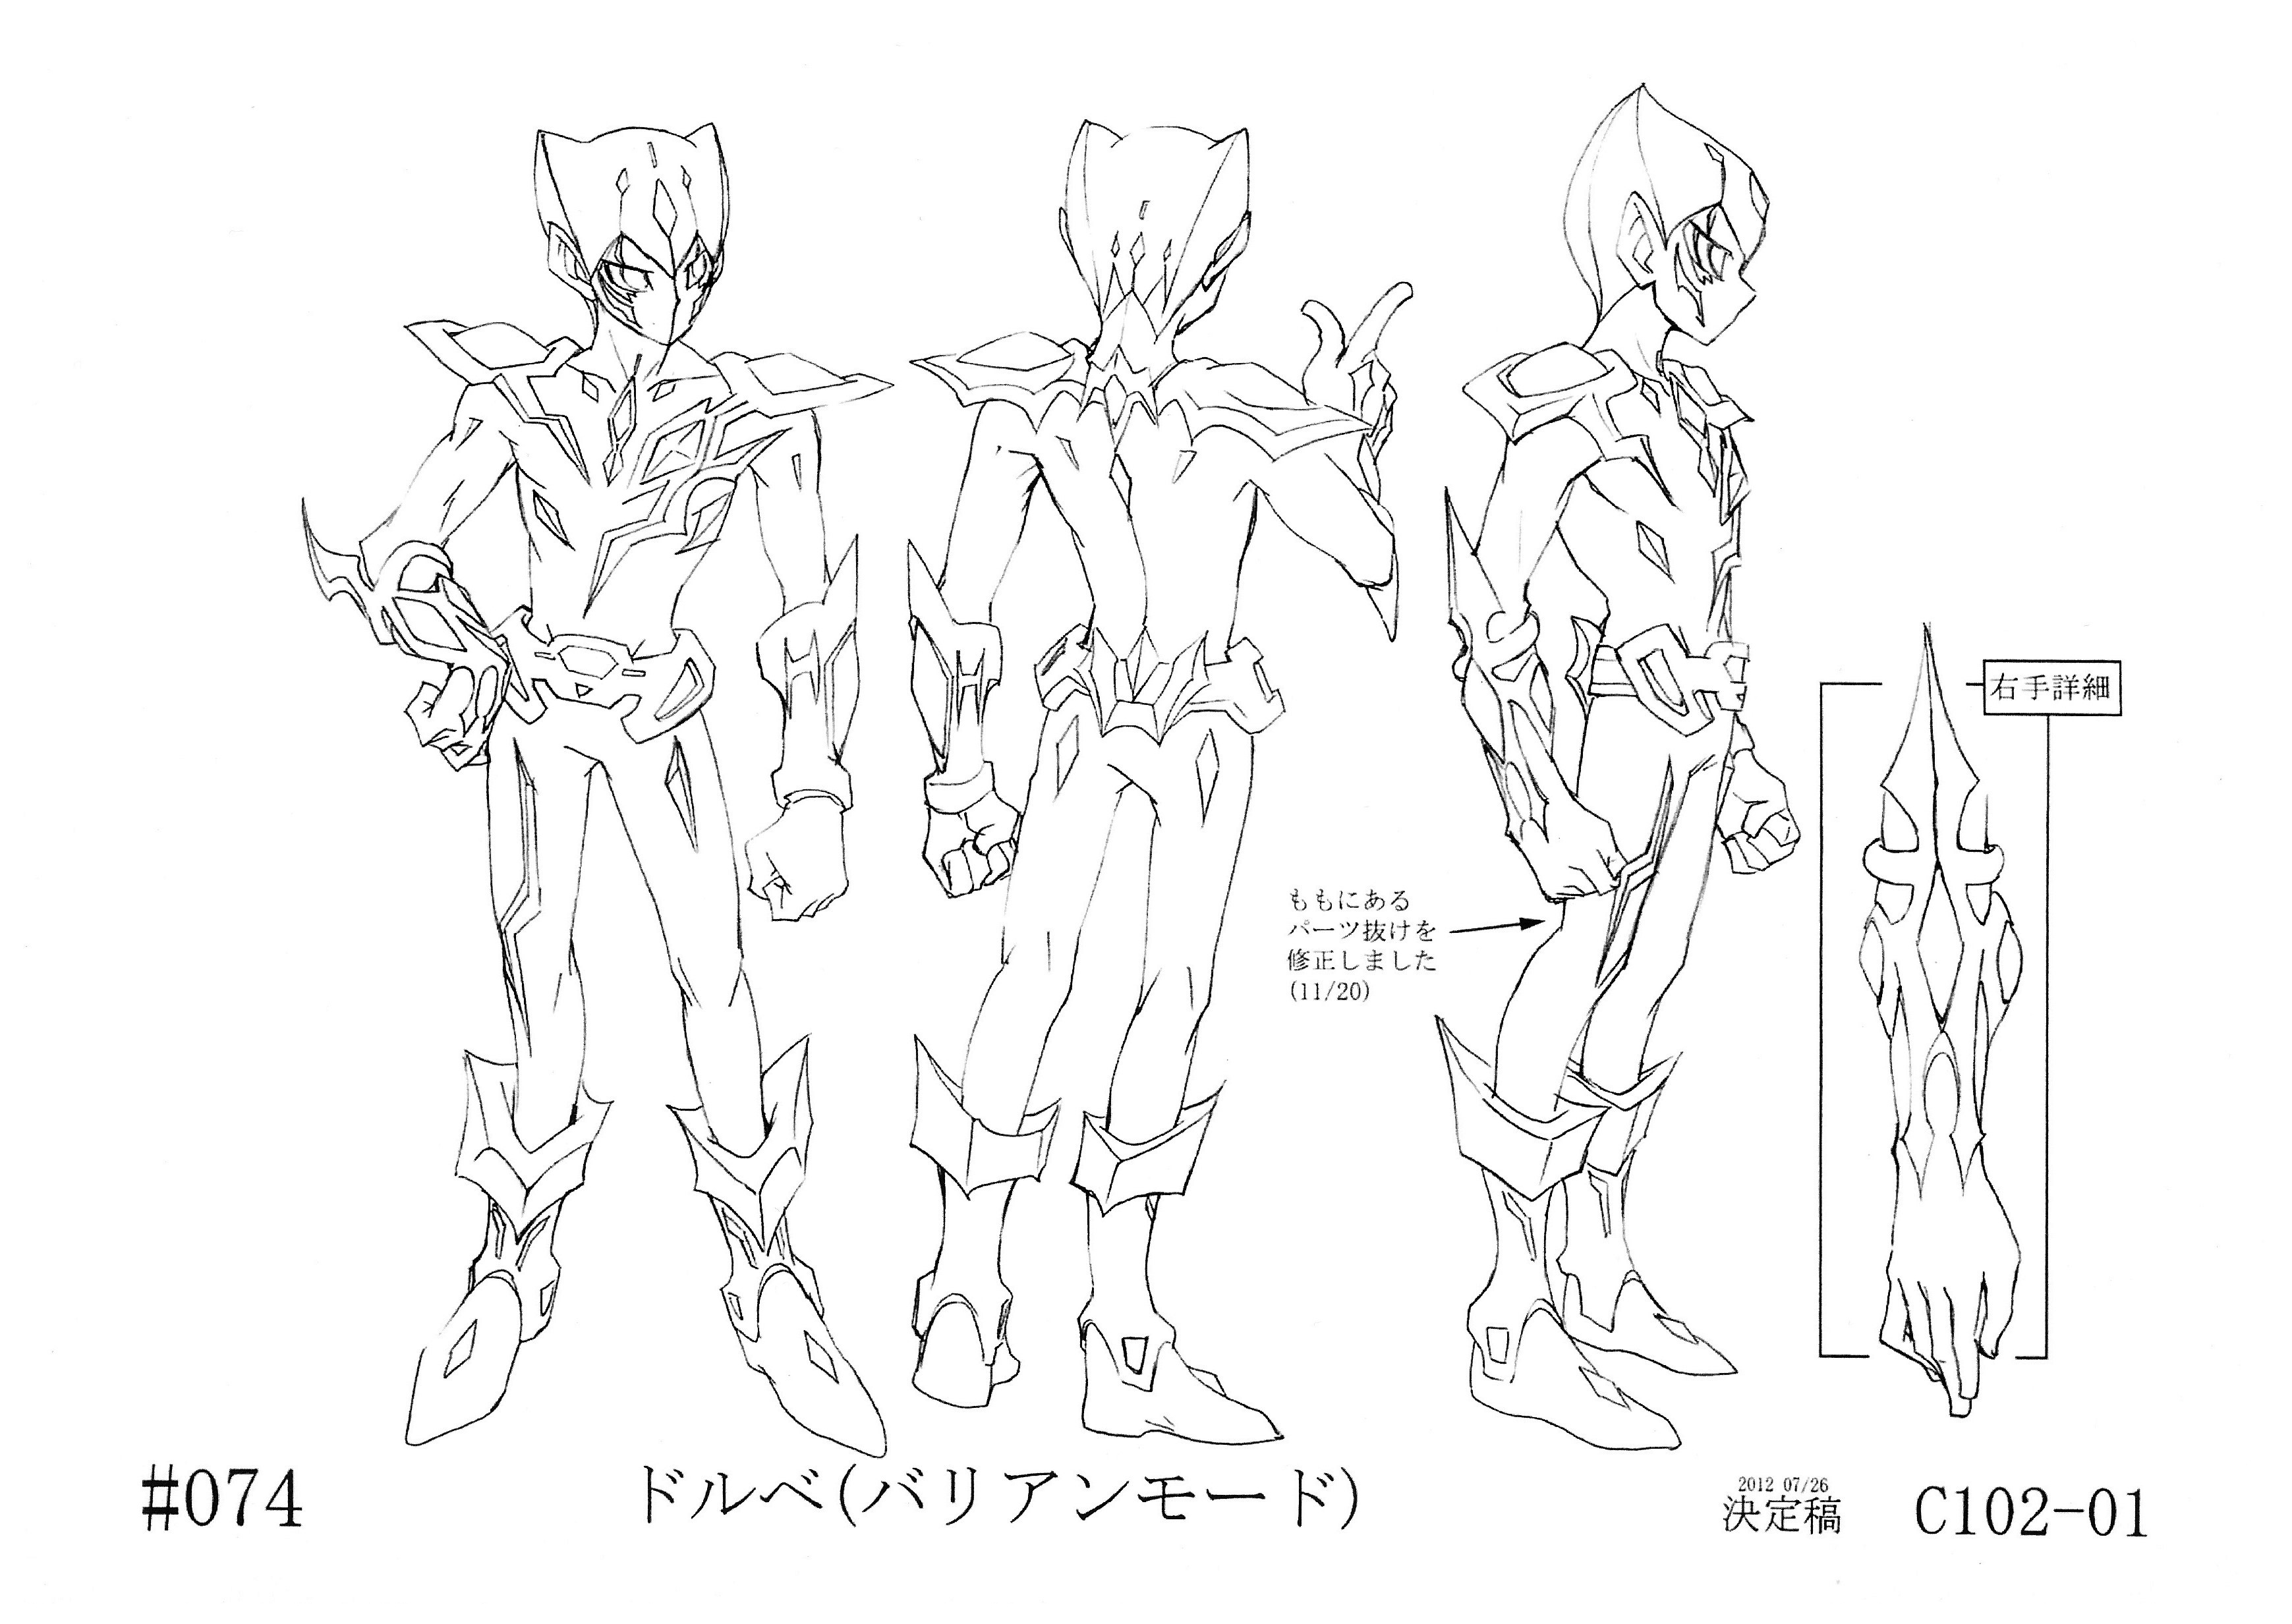 右手詳細
ももにある
パーツ抜けを
修正しました
(11/20)
#074
ドルベ(バリアンモード)
2012 07/26
決定稿
C102-01